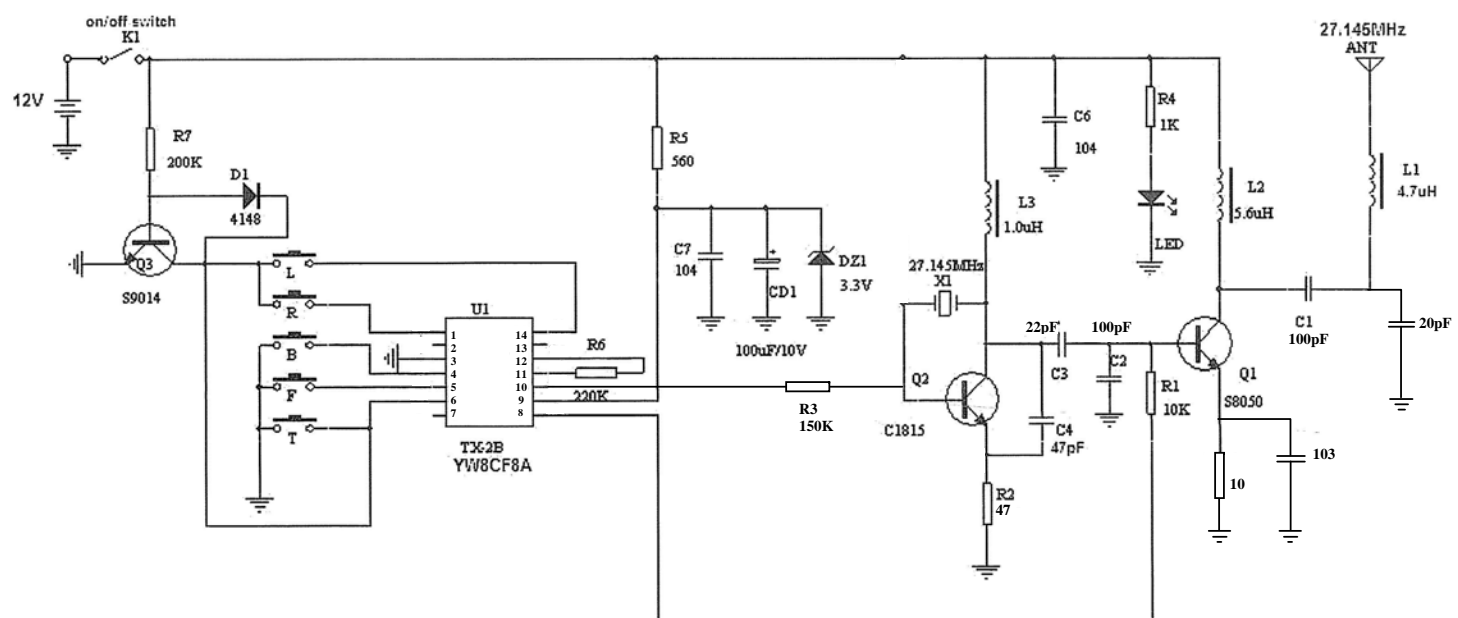 on/off switch
K1
12V
R7
200K
D1
4148
Q3
S9014
L
R
B
F
T
U1
1
2
3
4
5
6
7
14
13
12
11
10
9
8
TX-2B
YW8CF8A
R6
220K
R5
560
C7
104
CD1
+
100uF/10V
DZ1
3.3V
R3
150K
27.145MHz
X1
L3
1.0uH
Q2
C1815
22pF
C3
C4
47pF
R2
47
C6
104
100pF
C2
R1
10K
R4
1K
LED
L2
5.6uH
Q1
S8050
10
103
C1
100pF
27.145MHz
ANT
L1
4.7uH
20pF